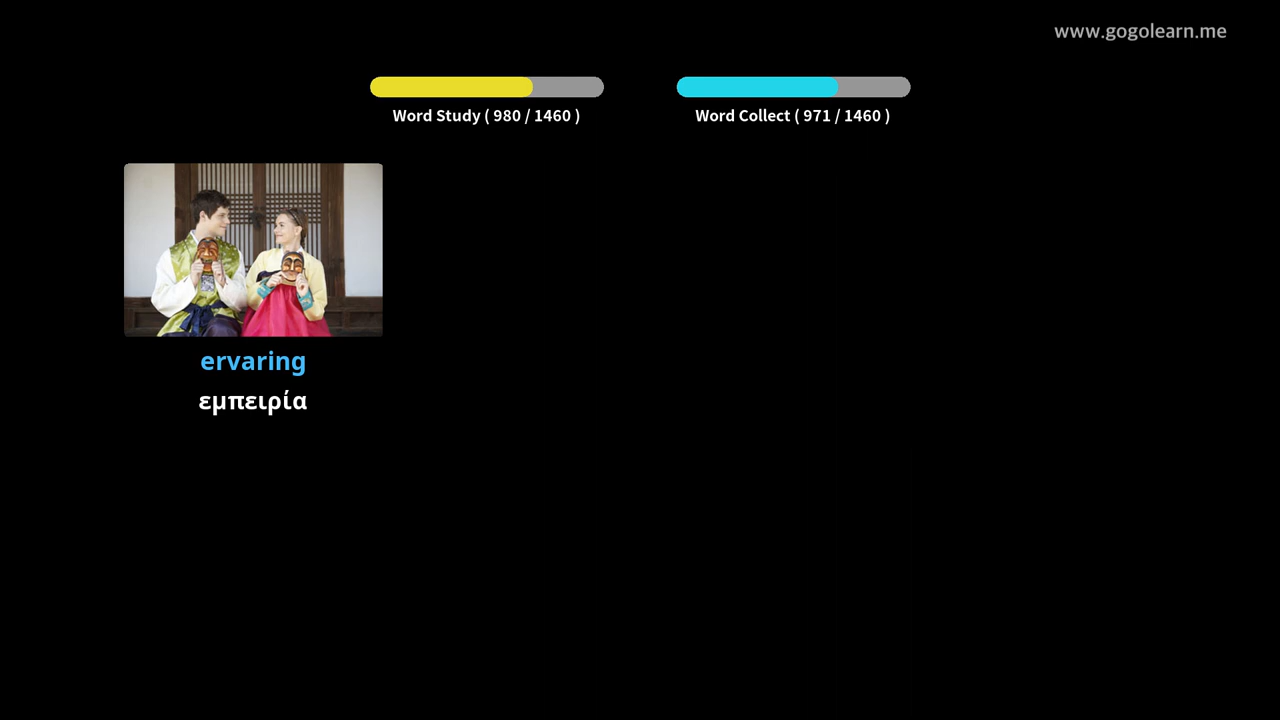 www.gogolearn.me
Word Study ( 980 / 1460 )
Word Collect ( 971 / 1460 )
ervaring
εμπειρία